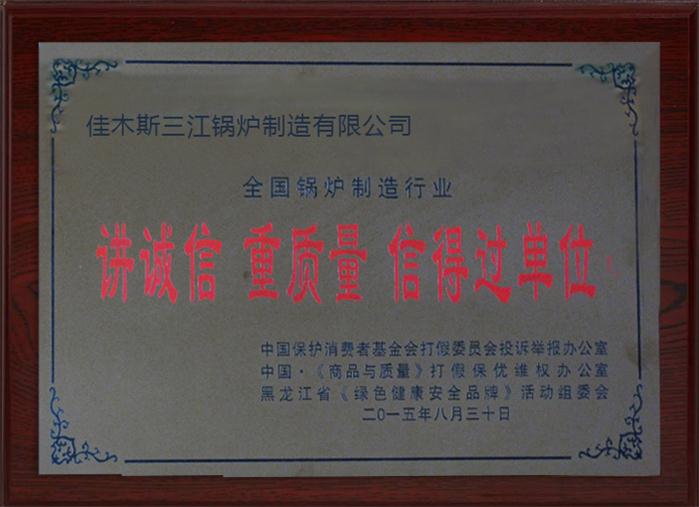 佳木斯三江锅炉制造有限公司
全国锅炉制造行业
讲诚信 重质量 信得过单位
中国保护消费者基金会打假委员会投诉举报办公室
中国·《商品与质量》打假保优维权办公室
黑龙江省《绿色健康安全品牌》活动组委会
二〇一五年八月三十日